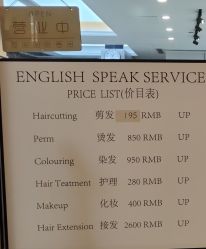 OPEN
营业中
ENGLISH SPEAK SERVICE
PRICE LIST(价目表)
Haircutting 剪发 195 RMB UP
Perm 烫发 850 RMB UP
Colouring 染发 950 RMB UP
Hair Teatment 护理 280 RMB UP
Makeup 化妆 400 RMB UP
Hair Extension 接发 2600 RMB UP